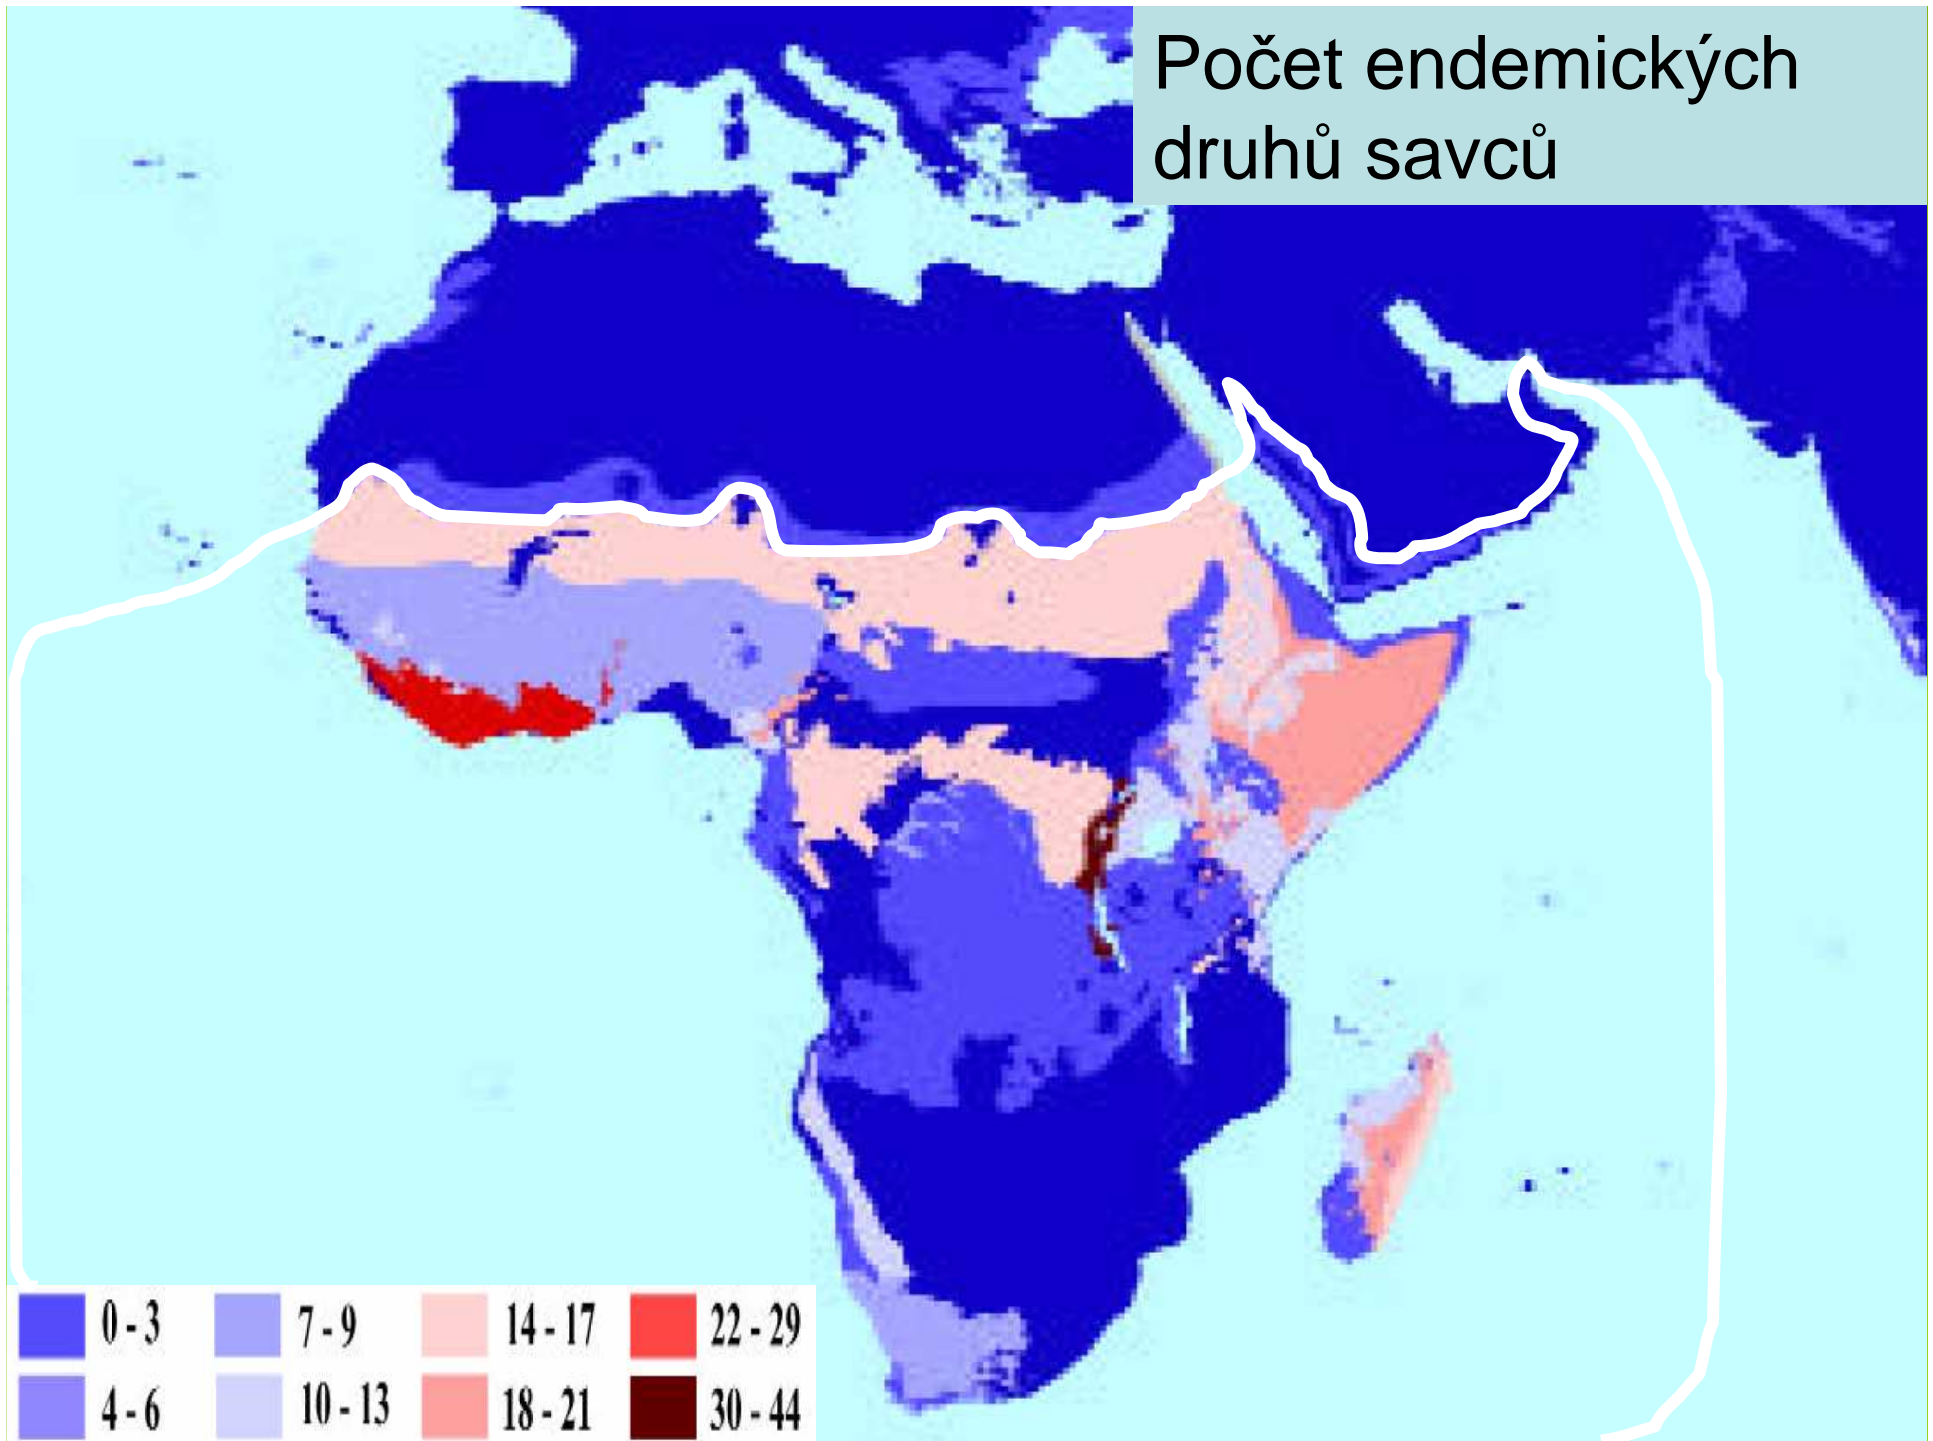 Počet endemických
druhů savců
0 - 3 7 - 9 14 - 17 22 - 29
4 - 6 10 - 13 18 - 21 30 - 44